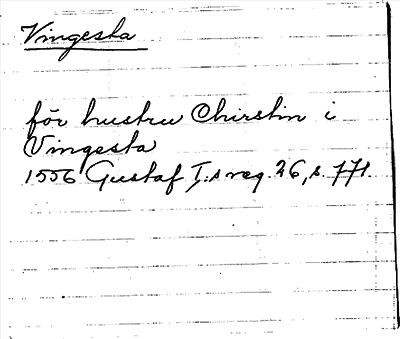 Vingesta
för hustru Chirstin i
Vingesta
1556 Gustaf I:s reg. 26, s. 771.